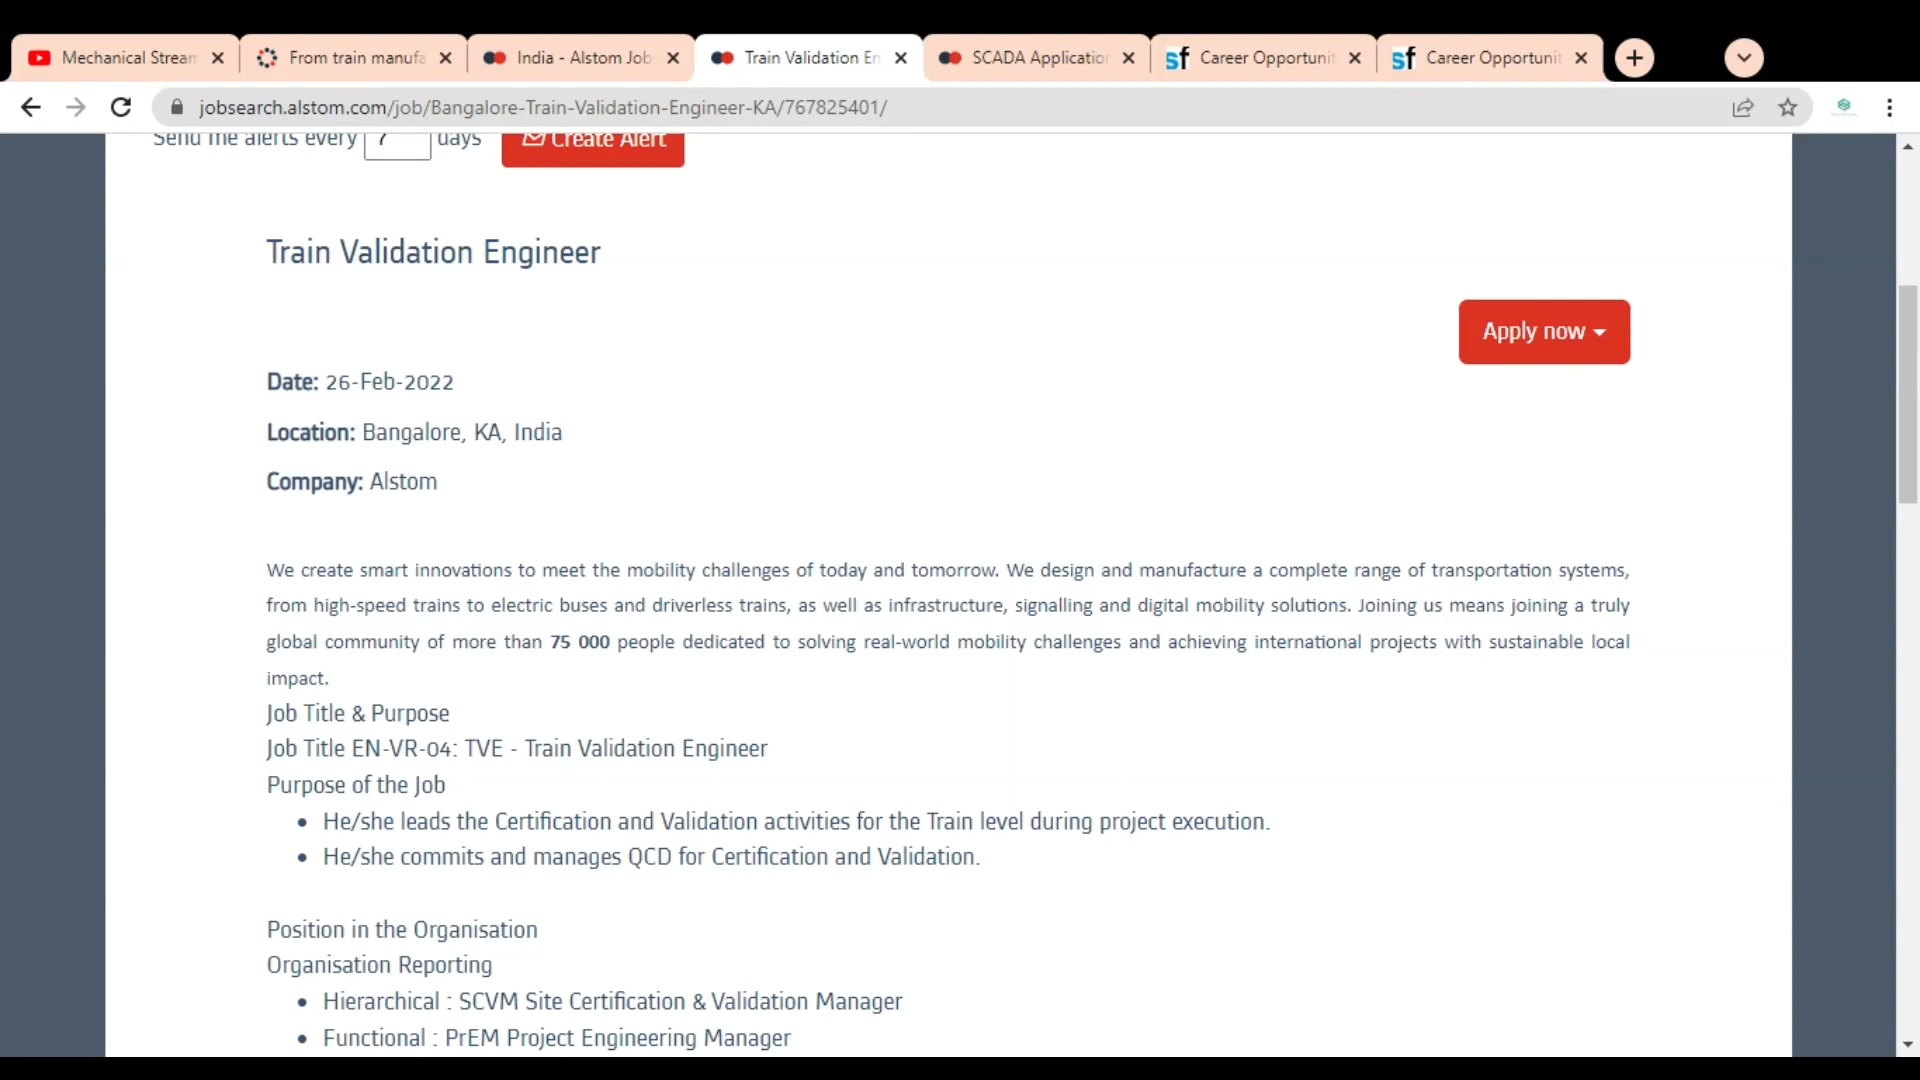 Mechanical Strean
From train manufa
India - Alstom Job
Train Validation En
SCADA Application
Career Opportunit
Career Opportunit
jobsearch.alstom.com/job/Bangalore-Train-Validation-Engineer-KA/767825401/
Send me alerts every 7 days Create Alert
Train Validation Engineer
Apply now
Date: 26-Feb-2022
Location: Bangalore, KA, India
Company: Alstom
We create smart innovations to meet the mobility challenges of today and tomorrow. We design and manufacture a complete range of transportation systems,
from high-speed trains to electric buses and driverless trains, as well as infrastructure, signalling and digital mobility solutions. Joining us means joining a truly
global community of more than 75 000 people dedicated to solving real-world mobility challenges and achieving international projects with sustainable local
impact.
Job Title & Purpose
Job Title EN-VR-04: TVE - Train Validation Engineer
Purpose of the Job
• He/she leads the Certification and Validation activities for the Train level during project execution.
• He/she commits and manages QCD for Certification and Validation.
Position in the Organisation
Organisation Reporting
• Hierarchical : SCVM Site Certification & Validation Manager
• Functional : PrEM Project Engineering Manager